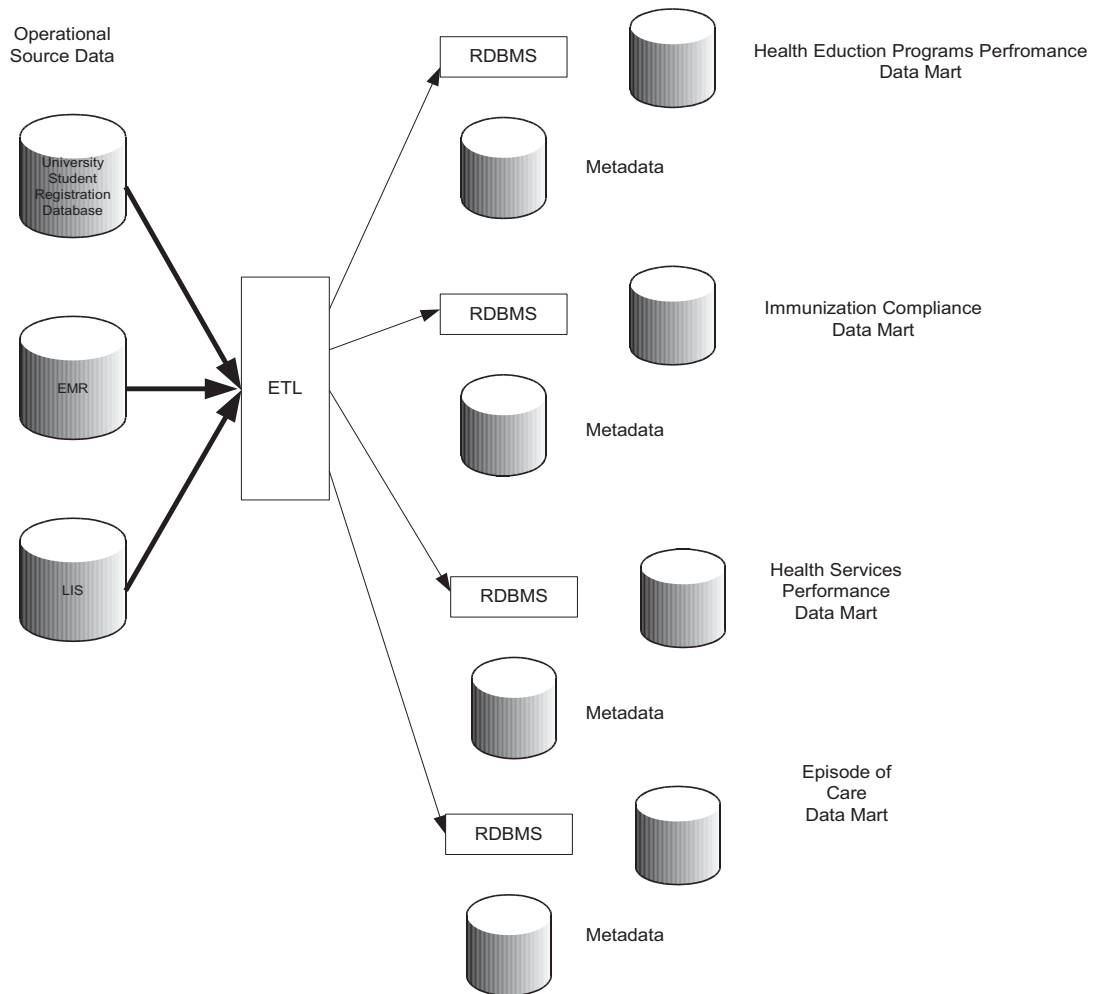 Operational
Source Data
University
Student
Registration
Database
EMR
LIS
ETL
RDBMS
Health Eduction Programs Perfromance
Data Mart
Metadata
RDBMS
Immunization Compliance
Data Mart
Metadata
RDBMS
Health Services
Performance
Data Mart
Metadata
RDBMS
Episode of
Care
Data Mart
Metadata